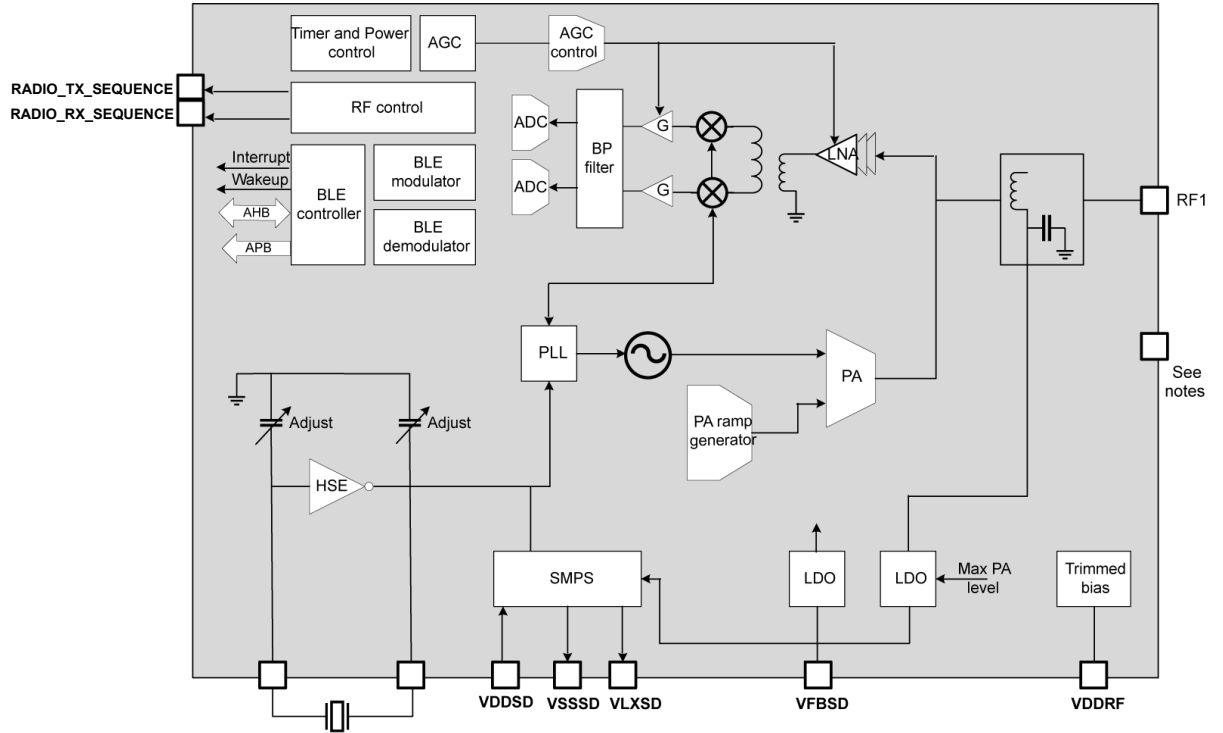 Timer and Power
control
AGC
AGC
control
RADIO_TX_SEQUENCE
RADIO_RX_SEQUENCE
RF control
ADC
ADC
BP
filter
G
G
LNA
Interrupt
Wakeup
AHB
APB
BLE
controller
BLE
modulator
BLE
demodulator
RF1
See
notes
PLL
PA
PA ramp
generator
Adjust
Adjust
HSE
SMPS
LDO
LDO
Max PA
level
Trimmed
bias
VDDSD
VSSSD
VLXSD
VFBSD
VDDRF